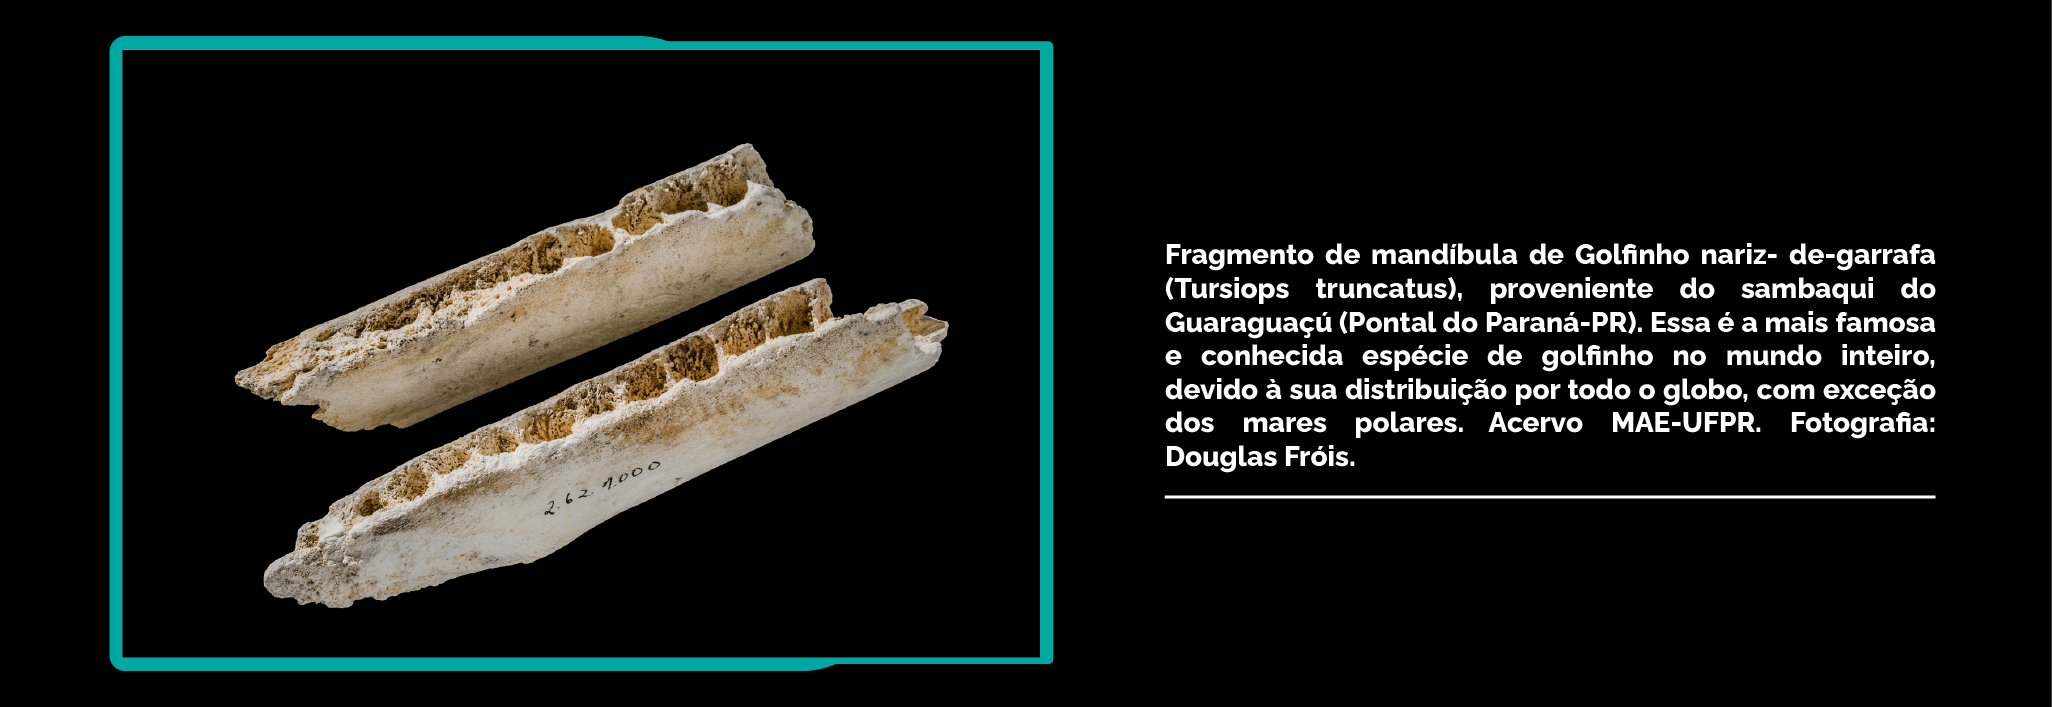 Fragmento de mandíbula de Golfinho nariz- de-garrafa
(Tursiops truncatus), proveniente do sambaqui do
Guaraguaçú (Pontal do Paraná-PR). Essa é a mais famosa
e conhecida espécie de golfinho no mundo inteiro,
devido à sua distribuição por todo o globo, com exceção
dos mares polares. Acervo MAE-UFPR. Fotografia:
Douglas Fróis.
2.62.1000